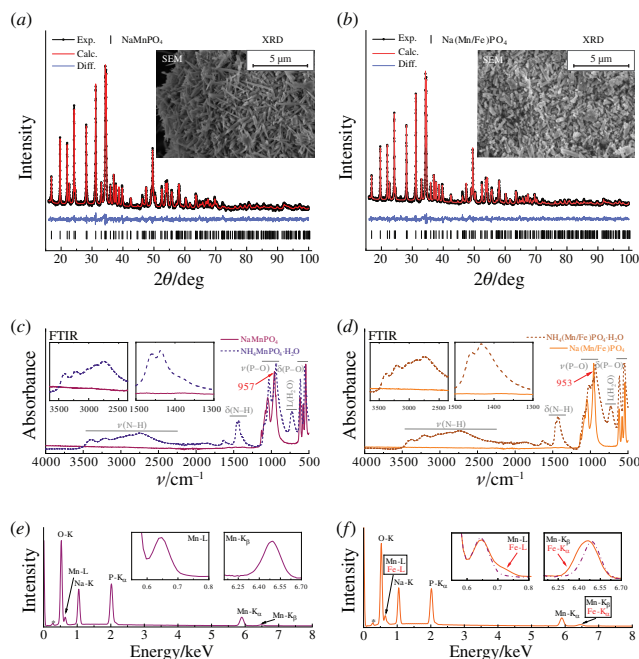 (a)
Exp.
NaMnPO₄
XRD
Calc.
Diff.
SEM
5 μm
Intensity
20 30 40 50 60 70 80 90 100
2θ/deg
(b)
Exp.
Na(Mn/Fe)PO₄
XRD
Calc.
Diff.
SEM
5 μm
Intensity
20 30 40 50 60 70 80 90 100
2θ/deg
(c)
FTIR
NaMnPO₄
NH₄MnPO₄·H₂O
ν(P–O)
δ(P–O)
957
L(H₂O)
δ(N–H)
ν(N–H)
3500 3000 2500
1500 1400 1300
Absorbance
4000 3500 3000 2500 2000 1500 1000 500
ν/cm⁻¹
(d)
FTIR
NH₄(Mn/Fe)PO₄·H₂O
Na(Mn/Fe)PO₄
ν(P–O)
δ(P–O)
953
L(H₂O)
δ(N–H)
ν(N–H)
3500 3000 2500
1500 1400 1300
Absorbance
4000 3500 3000 2500 2000 1500 1000 500
ν/cm⁻¹
(e)
O-K
Mn-L
Na-K
P-Kα
Mn-L
0.6 0.7 0.8
Mn-Kβ
6.25 6.40 6.55 6.70
Mn-Kα
Mn-Kβ
Intensity
0 1 2 3 4 5 6 7 8
Energy/keV
(f)
O-K
Mn-L
Fe-L
Na-K
P-Kα
Mn-L
Fe-L
0.6 0.7 0.8
Mn-Kβ
Fe-Kα
6.25 6.40 6.55 6.70
Mn-Kα
Mn-Kβ
Fe-Kα
Intensity
0 1 2 3 4 5 6 7 8
Energy/keV